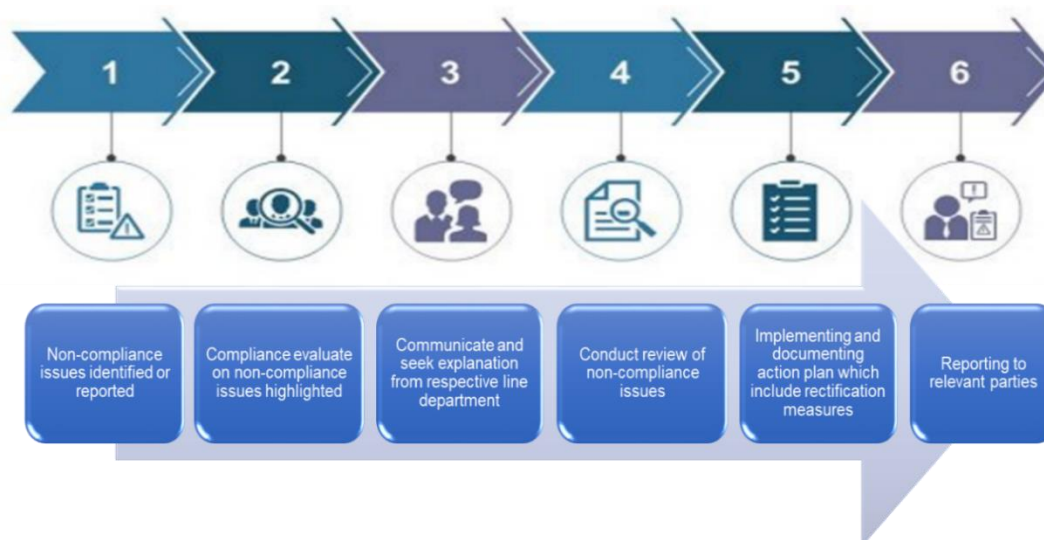 1
2
3
4
5
6
Non-compliance
issues identified or
reported
Compliance evaluate
on non-compliance
issues highlighted
Communicate and
seek explanation
from respective line
department
Conduct review of
non-compliance
issues
Implementing and
documenting
action plan which
include rectification
measures
Reporting to
relevant parties